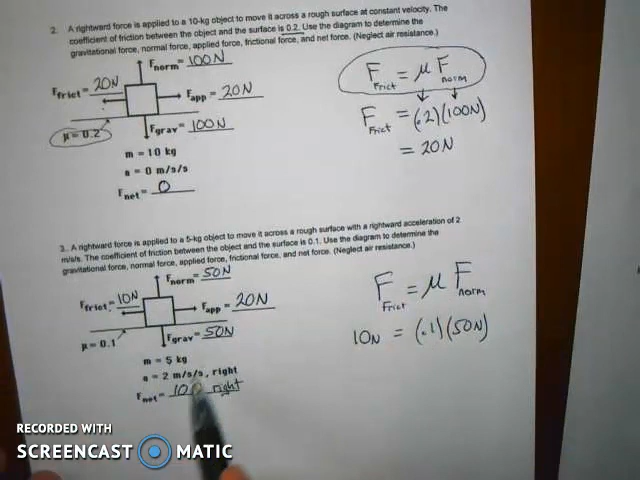 2. A rightward force is applied to a 10-kg object to move it across a rough surface at constant velocity. The
coefficient of friction between the object and the surface is 0.2. Use the diagram to determine the
gravitational force, normal force, applied force, frictional force, and net force. (Neglect air resistance.)
Fnorm= 100N
Ffrict= 20N
Fapp = 20N
μ = 0.2
Fgrav= 100N
m = 10 kg
a = 0 m/s/s
Fnet= 0
F Frict = μ F norm
F Frict = (.2)(100N)
= 20N
3. A rightward force is applied to a 5-kg object to move it across a rough surface with a rightward acceleration of 2
m/s/s. The coefficient of friction between the object and the surface is 0.1. Use the diagram to determine the
gravitational force, normal force, applied force, frictional force, and net force. (Neglect air resistance.)
Fnorm= 50N
Ffrict= 10N
Fapp= 20N
μ = 0.1
Fgrav= 50N
m = 5 kg
a = 2 m/s/s, right
Fnet= 10 right
F Frict = μ F norm
10N = (.1)(50N)
RECORDED WITH
SCREENCAST MATIC